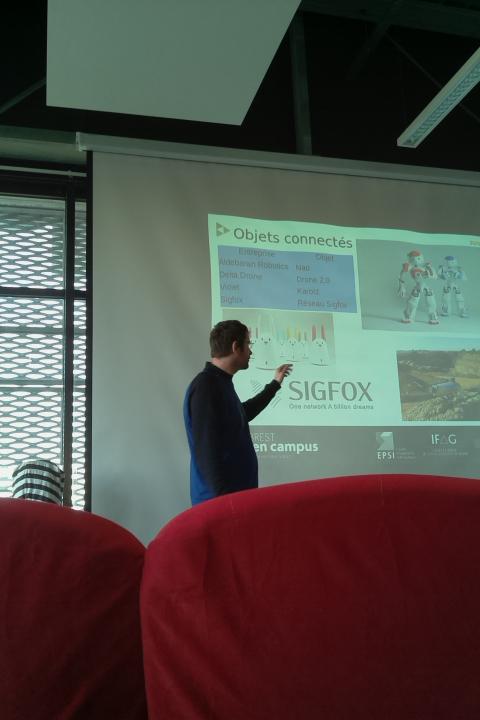 Objets connectés
Entreprise Objet
Aldebaran Robotics Nao
Delta Drone Drone 2.0
Violet Karotz
Sigfox Réseau Sigfox
SIGFOX
One network A billion dreams
en campus
EPSI
IFAG